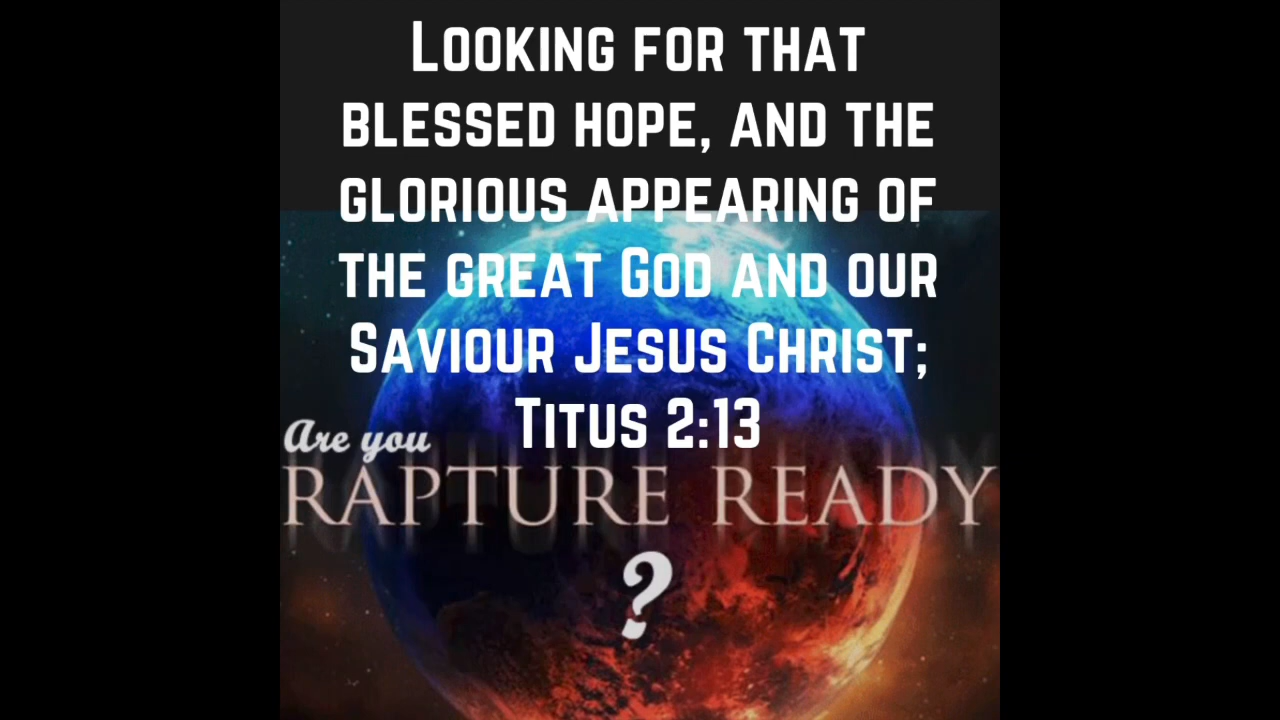 Looking for that
blessed hope, and the
glorious appearing of
the great God and our
Saviour Jesus Christ;
Titus 2:13
Are you
RAPTURE READY
?